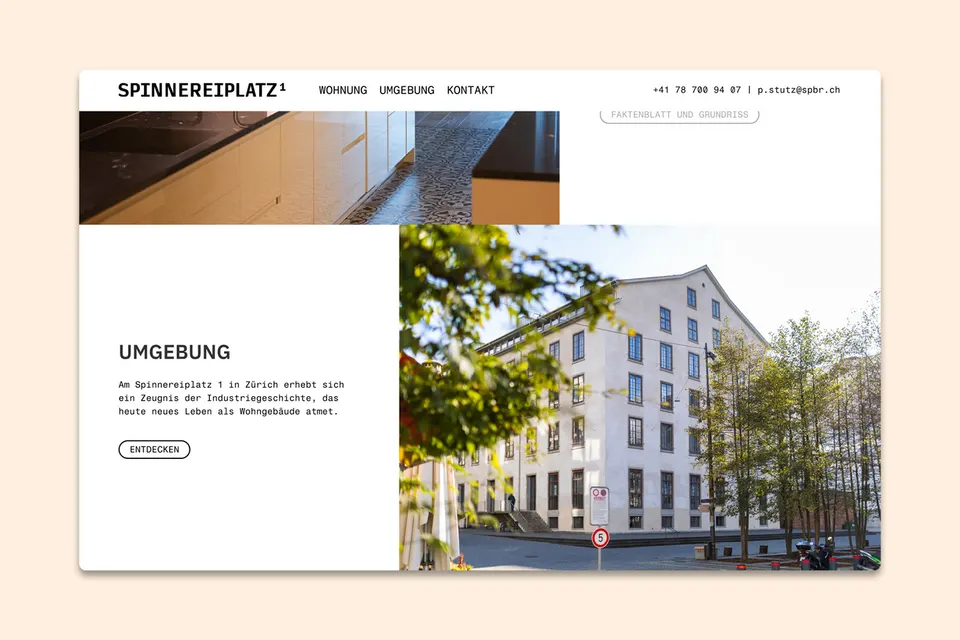 SPINNEREIPLATZ¹
WOHNUNG UMGEBUNG KONTAKT
+41 78 700 94 07 | p.stutz@spbr.ch
FAKTENBLATT UND GRUNDRISS
UMGEBUNG
Am Spinnereiplatz 1 in Zürich erhebt sich
ein Zeugnis der Industriegeschichte, das
heute neues Leben als Wohngebäude atmet.
ENTDECKEN
5